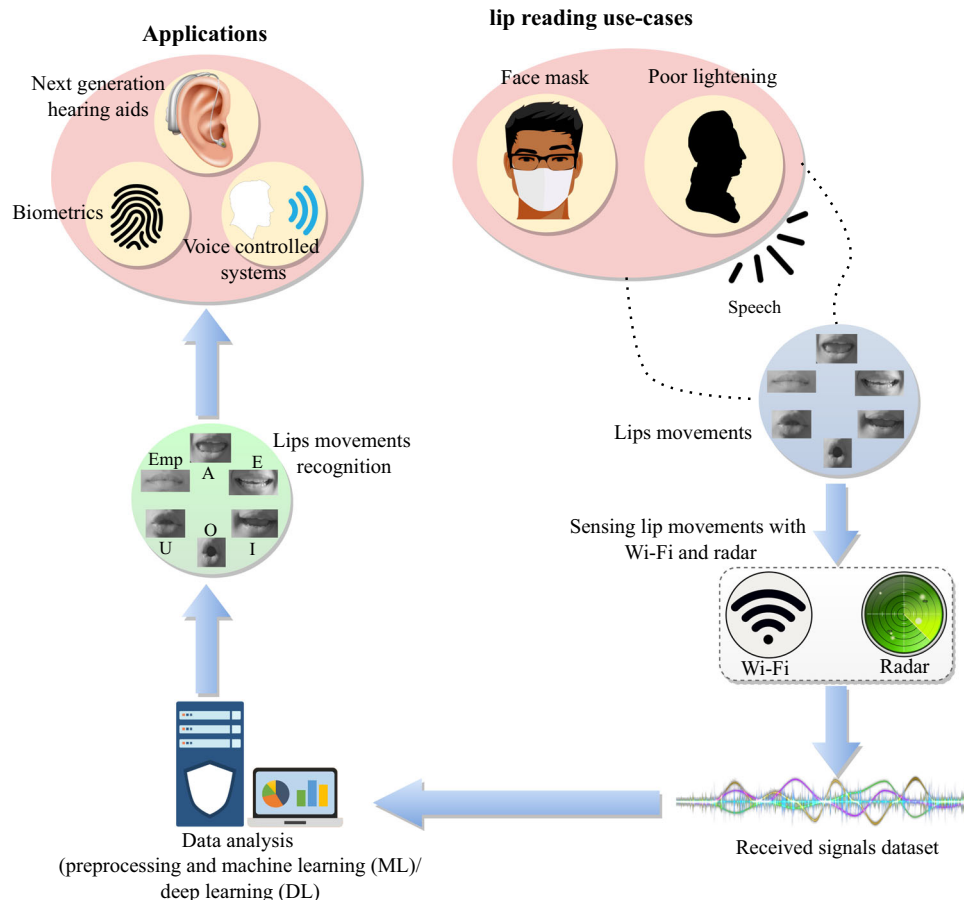 Applications
Next generation
hearing aids
Biometrics
Voice controlled
systems
lip reading use-cases
Face mask
Poor lightening
Speech
Lips movements
Sensing lip movements with
Wi-Fi and radar
Wi-Fi
Radar
Received signals dataset
Data analysis
(preprocessing and machine learning (ML)/
deep learning (DL)
Lips movements
recognition
Emp
A
E
U
O
I